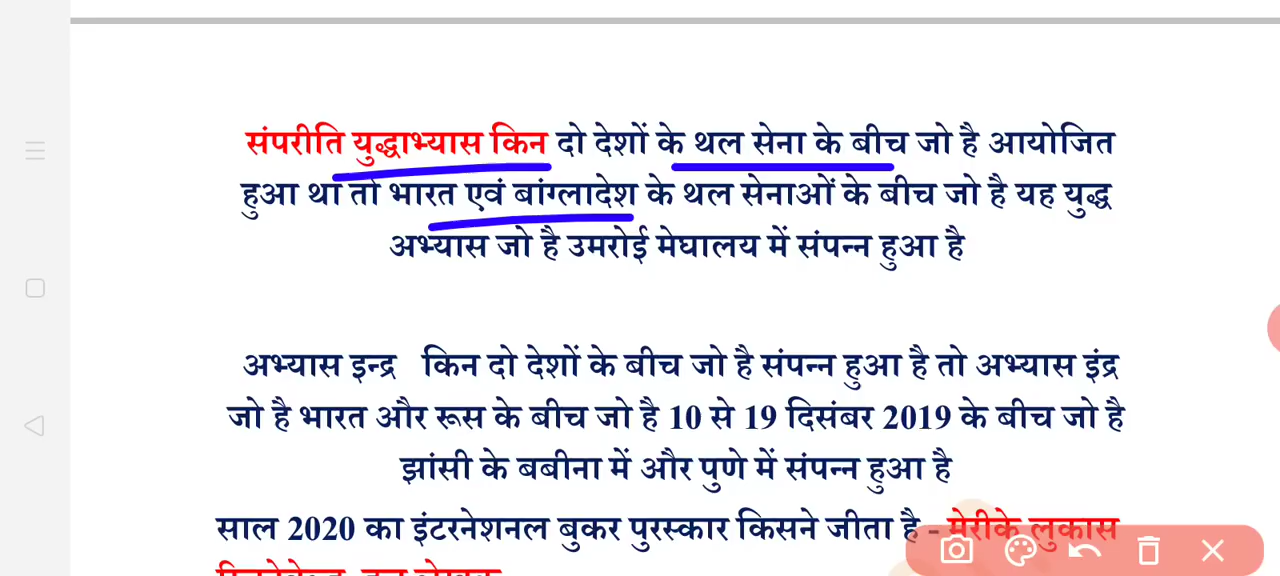 संपरीति युद्धाभ्यास किन दो देशों के थल सेना के बीच जो है आयोजित
हुआ था तो भारत एवं बांग्लादेश के थल सेनाओं के बीच जो है यह युद्ध
अभ्यास जो है उमरोई मेघालय में संपन्न हुआ है
अभ्यास इन्द्र किन दो देशों के बीच जो है संपन्न हुआ है तो अभ्यास इंद्र
जो है भारत और रूस के बीच जो है 10 से 19 दिसंबर 2019 के बीच जो है
झांसी के बबीना में और पुणे में संपन्न हुआ है
साल 2020 का इंटरनेशनल बुकर पुरस्कार किसने जीता है - मेरीके लुकास